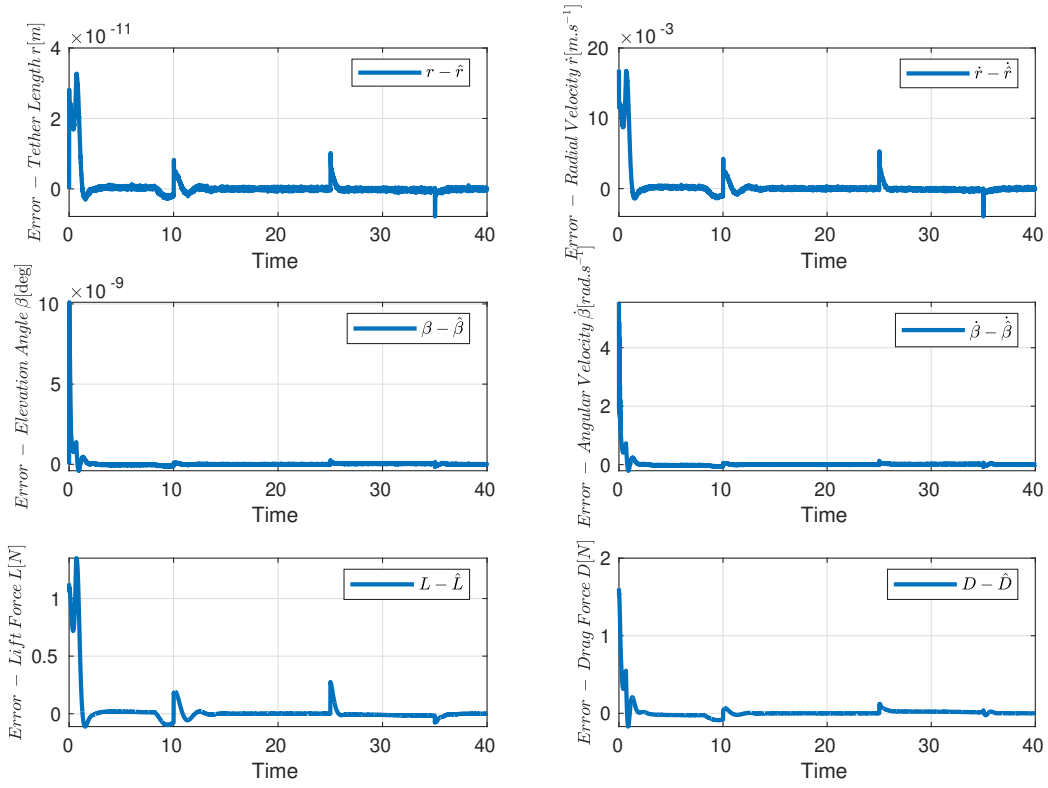 ×10 -11
Error − Tether Length r[m]
4
2
0
r − r̂
0 10 20 30 40
Time
×10 -3
Error − Radial Velocity ṙ[m.s⁻¹]
20
10
0
ṙ − ṙ̂
0 10 20 30 40
Time
×10 -9
Error − Elevation Angle β[deg]
10
5
0
β − β̂
0 10 20 30 40
Time
Error − Angular Velocity β̇[rad.s⁻¹]
4
2
0
β̇ − β̇̂
0 10 20 30 40
Time
Error − Lift Force L[N]
1
0.5
0
L − L̂
0 10 20 30 40
Time
Error − Drag Force D[N]
2
1
0
D − D̂
0 10 20 30 40
Time